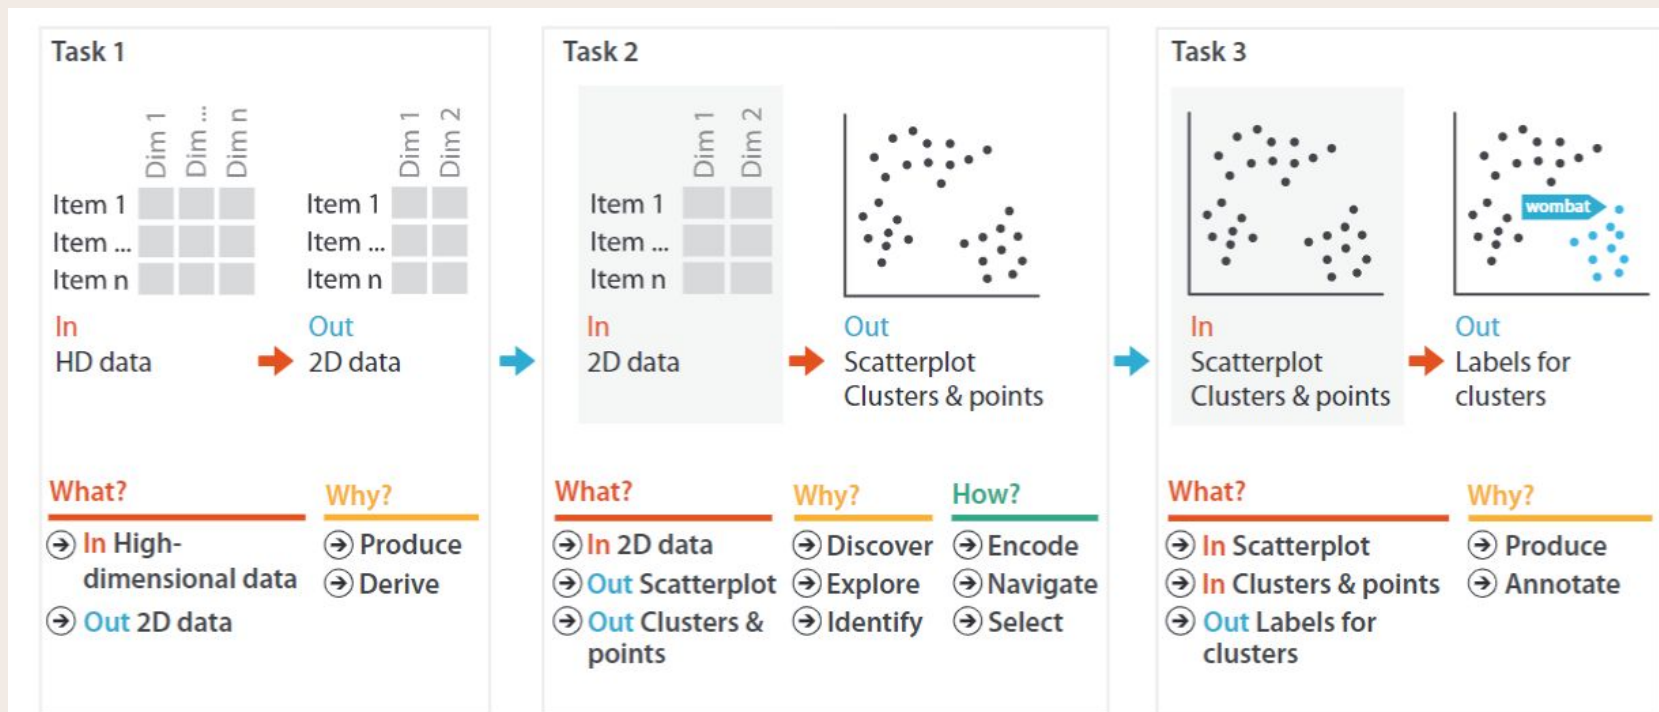 Task 1
Dim 1
Dim ...
Dim n
Item 1
Item ...
Item n
In
HD data
Dim 1
Dim 2
Item 1
Item ...
Item n
Out
2D data
What?
In High-
dimensional data
Out 2D data
Why?
Produce
Derive
Task 2
Dim 1
Dim 2
Item 1
Item ...
Item n
In
2D data
Out
Scatterplot
Clusters & points
What?
In 2D data
Out Scatterplot
Out Clusters &
points
Why?
Discover
Explore
Identify
How?
Encode
Navigate
Select
Task 3
In
Scatterplot
Clusters & points
wombat
Out
Labels for
clusters
What?
In Scatterplot
In Clusters & points
Out Labels for
clusters
Why?
Produce
Annotate